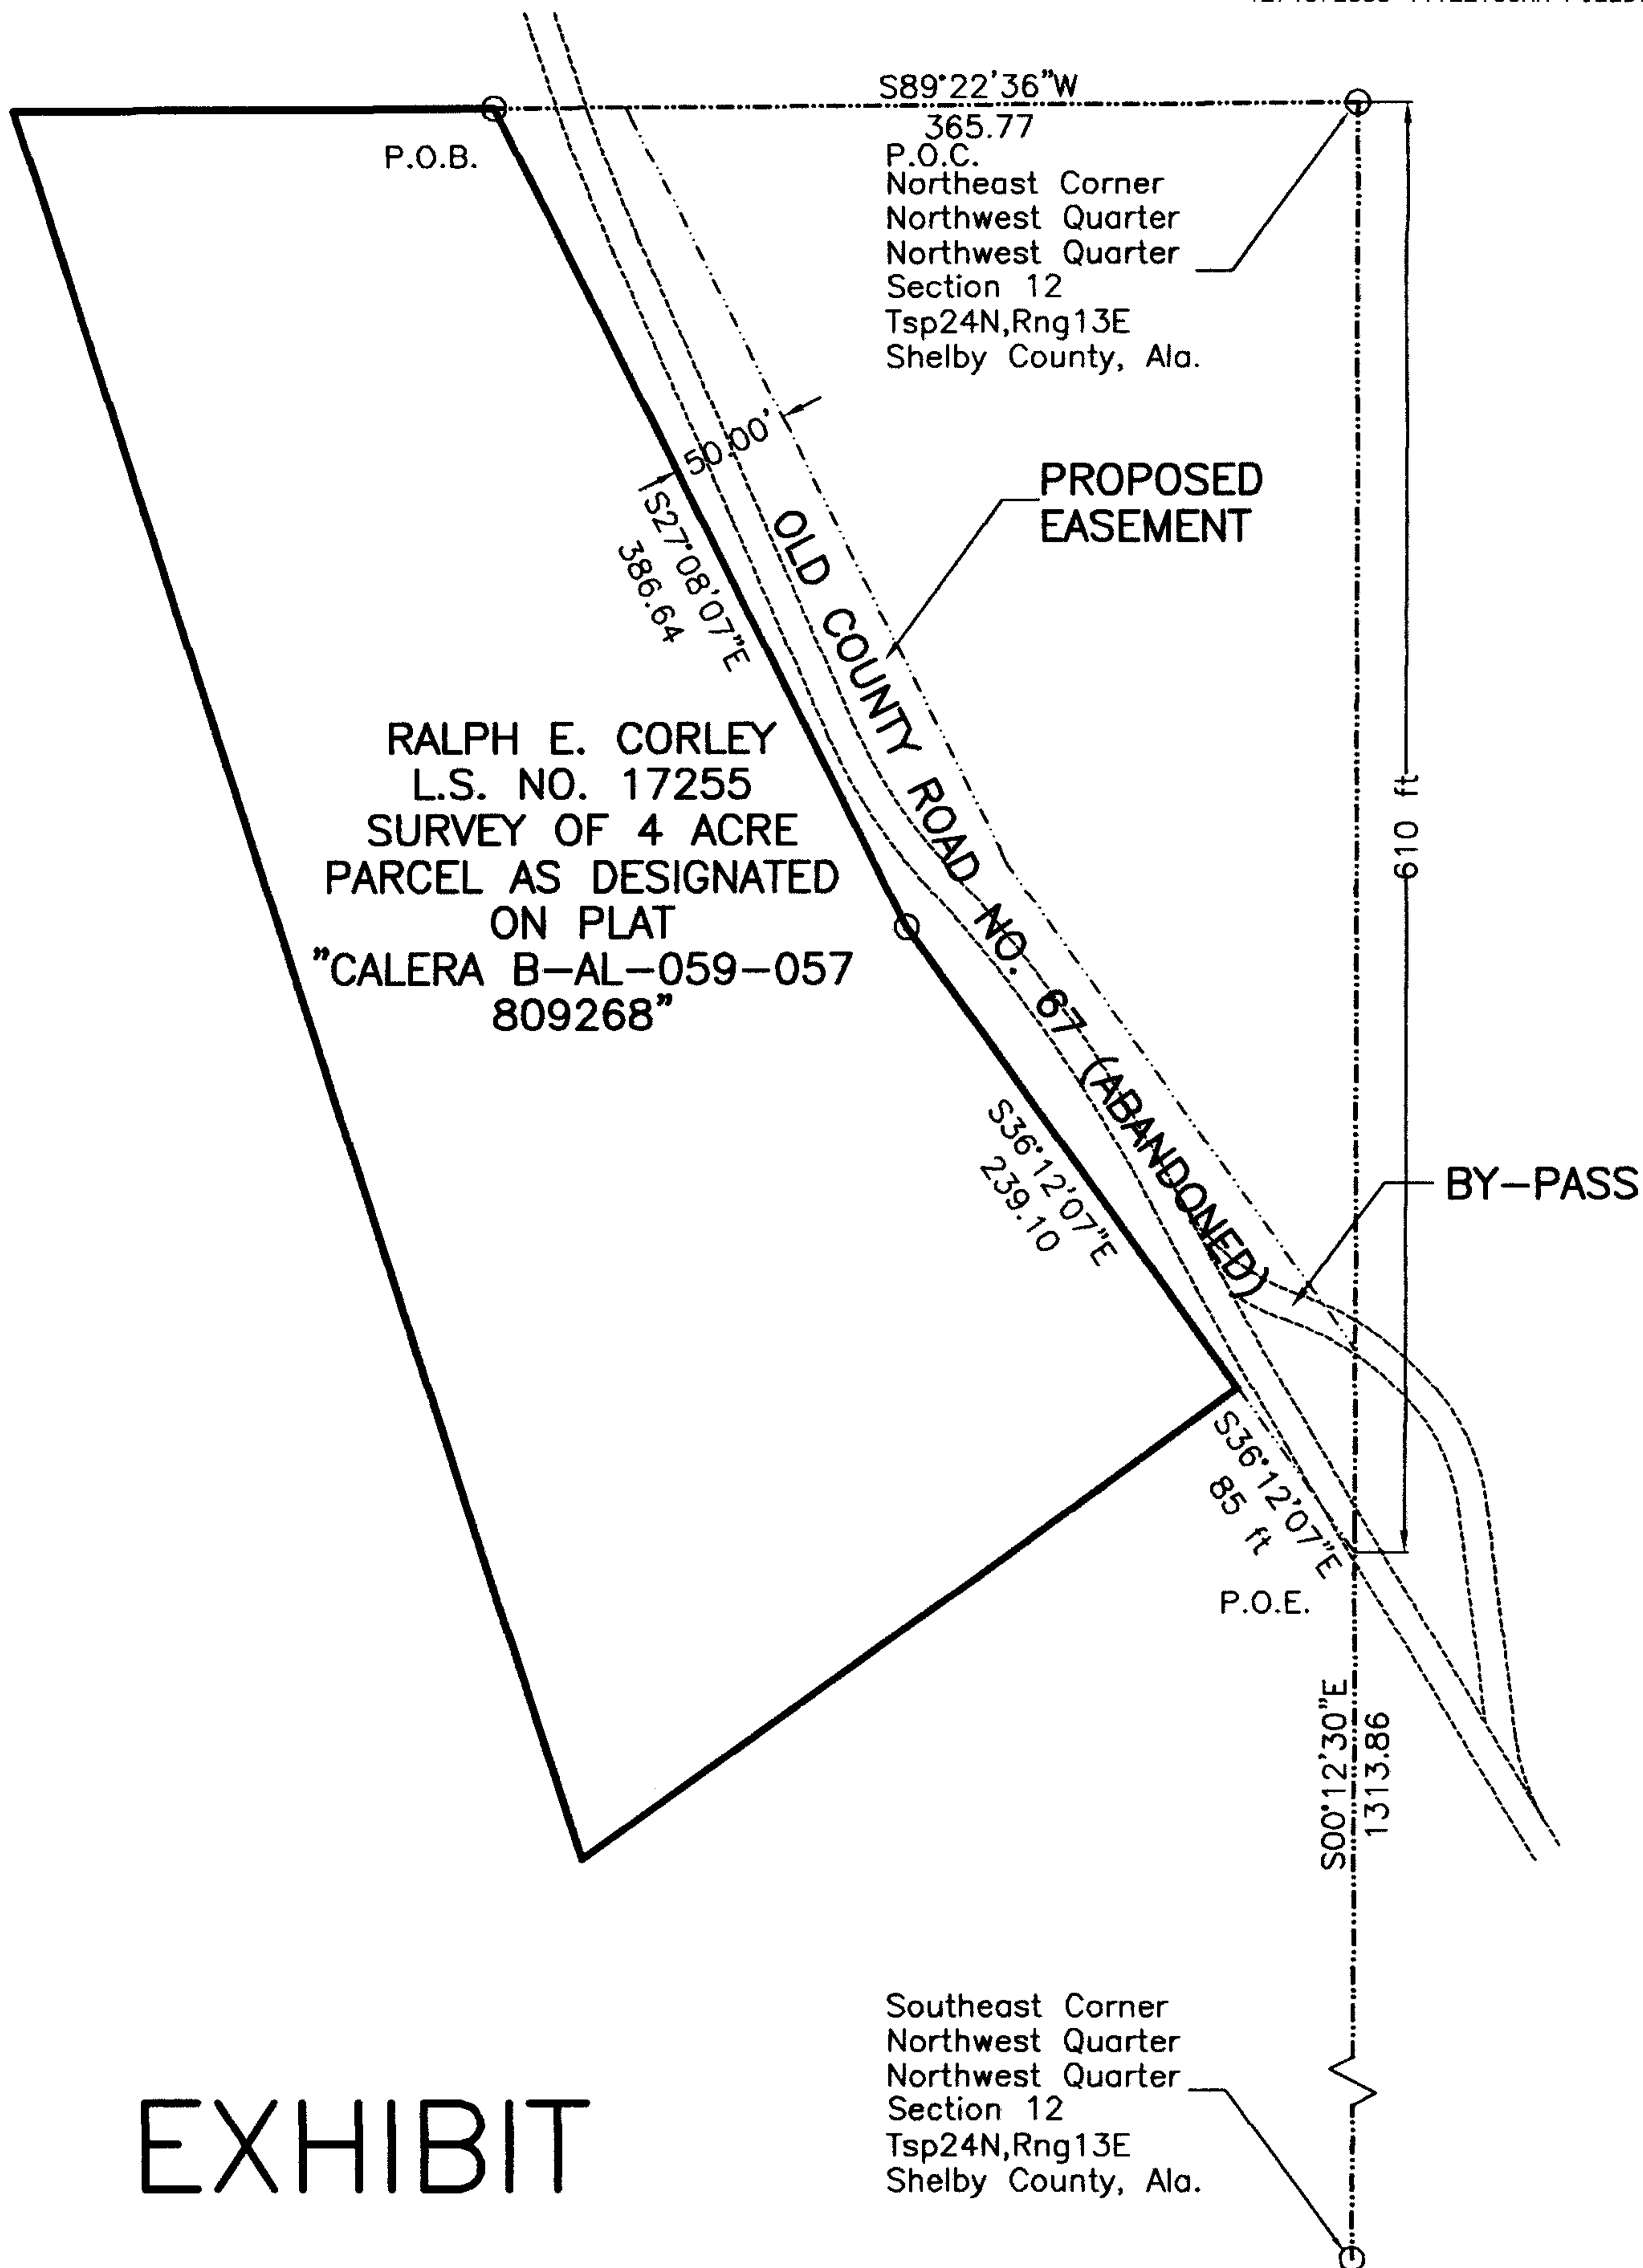 S89°22'36"W
365.77
P.O.B.
P.O.C.
Northeast Corner
Northwest Quarter
Northwest Quarter
Section 12
Tsp24N,Rng13E
Shelby County, Ala.
50.00'
PROPOSED
EASEMENT
S27°08'07"E
386.64
OLD COUNTY ROAD NO. 67 (ABANDONED)
610 ft
RALPH E. CORLEY
L.S. NO. 17255
SURVEY OF 4 ACRE
PARCEL AS DESIGNATED
ON PLAT
"CALERA B-AL-059-057
809268"
S36°12'07"E
239.10
BY-PASS
S36°12'07"E
85 ft
P.O.E.
S00°12'30"E
1313.86
Southeast Corner
Northwest Quarter
Northwest Quarter
Section 12
Tsp24N,Rng13E
Shelby County, Ala.
EXHIBIT